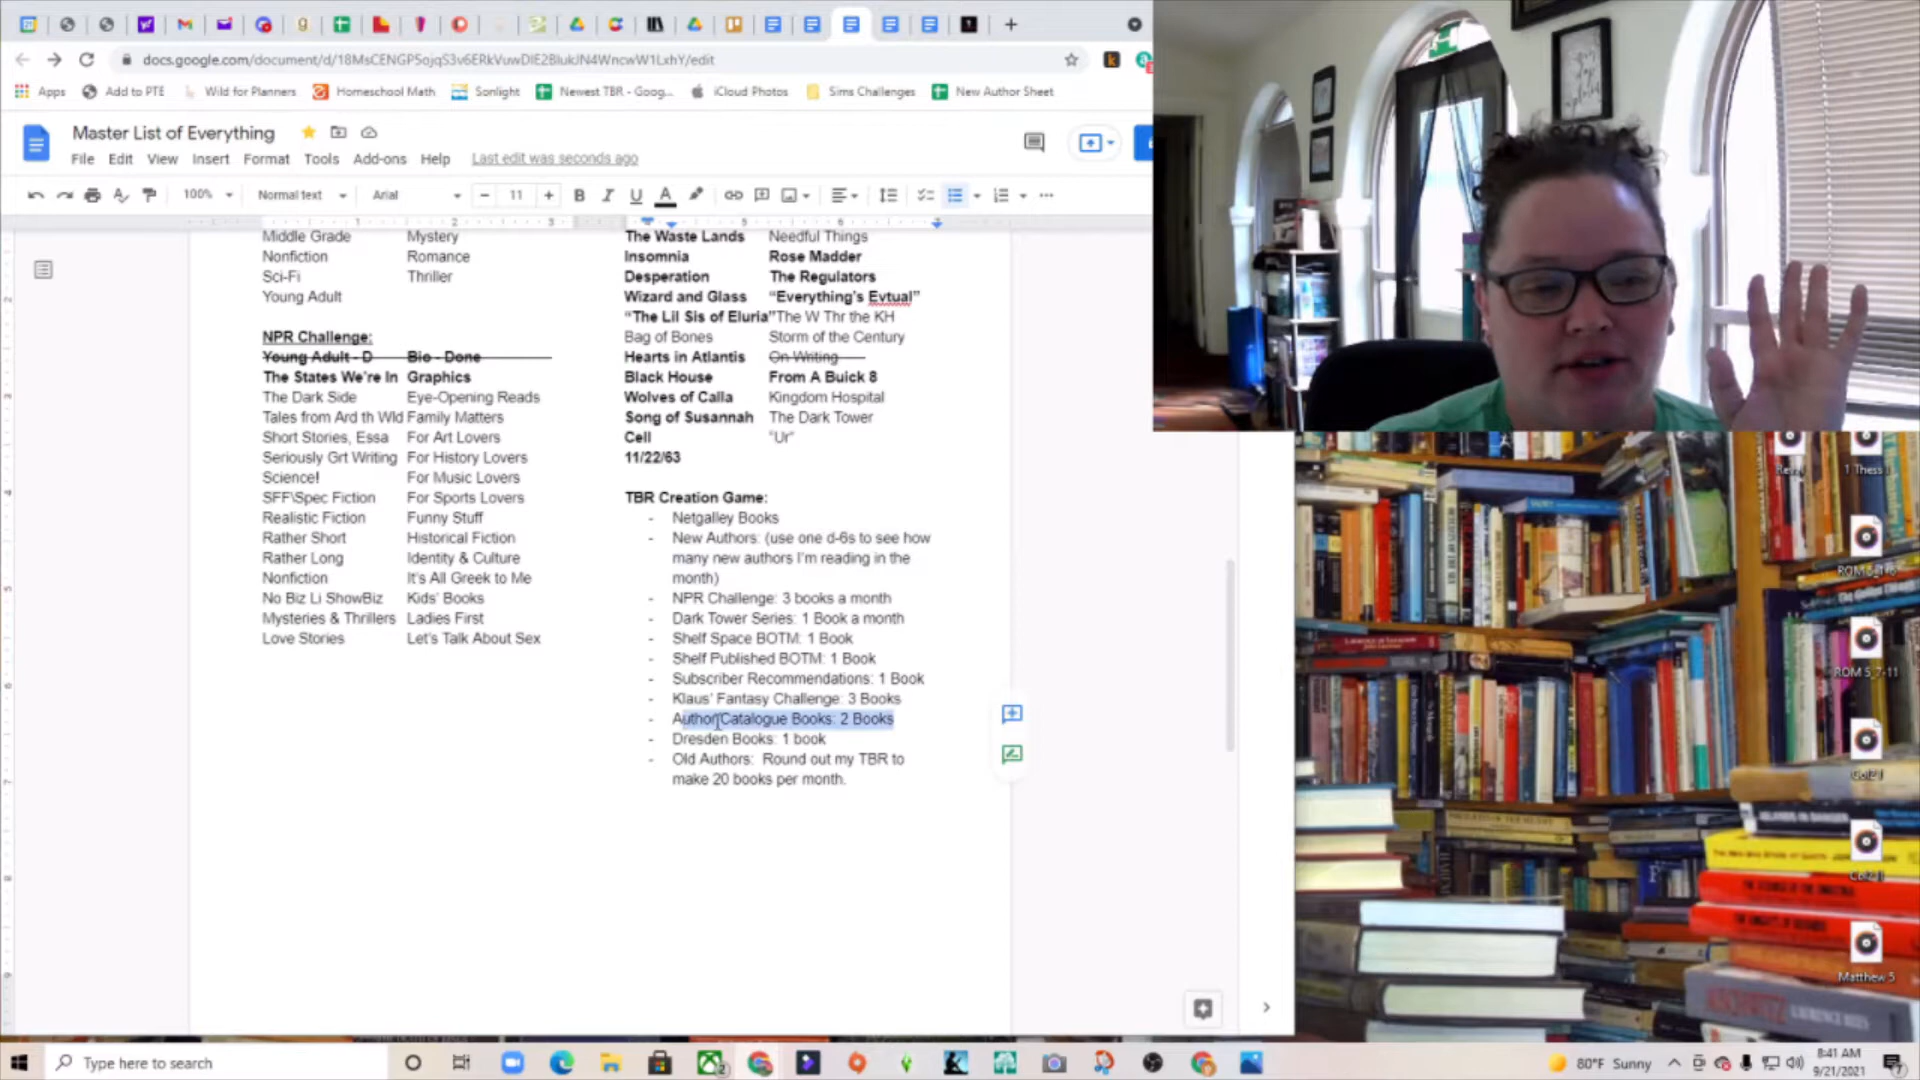 docs.google.com/document/d/18MsCENGP5ojqS3v6ERkVuwDlE2BlukJN4WncwW1LxhY/edit
Apps
Add to PTE
Wild for Planners
Homeschool Math
Sonlight
Newest TBR - Goog...
iCloud Photos
Sims Challenges
New Author Sheet
Master List of Everything
File Edit View Insert Format Tools Add-ons Help Last edit was seconds ago
100% Normal text Arial 11
Middle Grade Mystery
Nonfiction Romance
Sci-Fi Thriller
Young Adult
NPR Challenge:
Young Adult - D Bio - Done
The States We're In Graphics
The Dark Side Eye-Opening Reads
Tales from Ard th Wld Family Matters
Short Stories, Essa For Art Lovers
Seriously Grt Writing For History Lovers
Science! For Music Lovers
SFF\Spec Fiction For Sports Lovers
Realistic Fiction Funny Stuff
Rather Short Historical Fiction
Rather Long Identity & Culture
Nonfiction It's All Greek to Me
No Biz Li ShowBiz Kids' Books
Mysteries & Thrillers Ladies First
Love Stories Let's Talk About Sex
The Waste Lands Needful Things
Insomnia Rose Madder
Desperation The Regulators
Wizard and Glass "Everything's Evtual"
"The Lil Sis of Eluria" The W Thr the KH
Bag of Bones Storm of the Century
Hearts in Atlantis On Writing
Black House From A Buick 8
Wolves of Calla Kingdom Hospital
Song of Susannah The Dark Tower
Cell "Ur"
11/22/63
TBR Creation Game:
- Netgalley Books
- New Authors: (use one d-6s to see how
many new authors I'm reading in the
month)
- NPR Challenge: 3 books a month
- Dark Tower Series: 1 Book a month
- Shelf Space BOTM: 1 Book
- Shelf Published BOTM: 1 Book
- Subscriber Recommendations: 1 Book
- Klaus' Fantasy Challenge: 3 Books
- Author Catalogue Books: 2 Books
- Dresden Books: 1 book
- Old Authors: Round out my TBR to
make 20 books per month.
1 Thess
ROM 5_7-11
Matthew 5
Type here to search
80°F Sunny
8:41 AM
9/21/2021